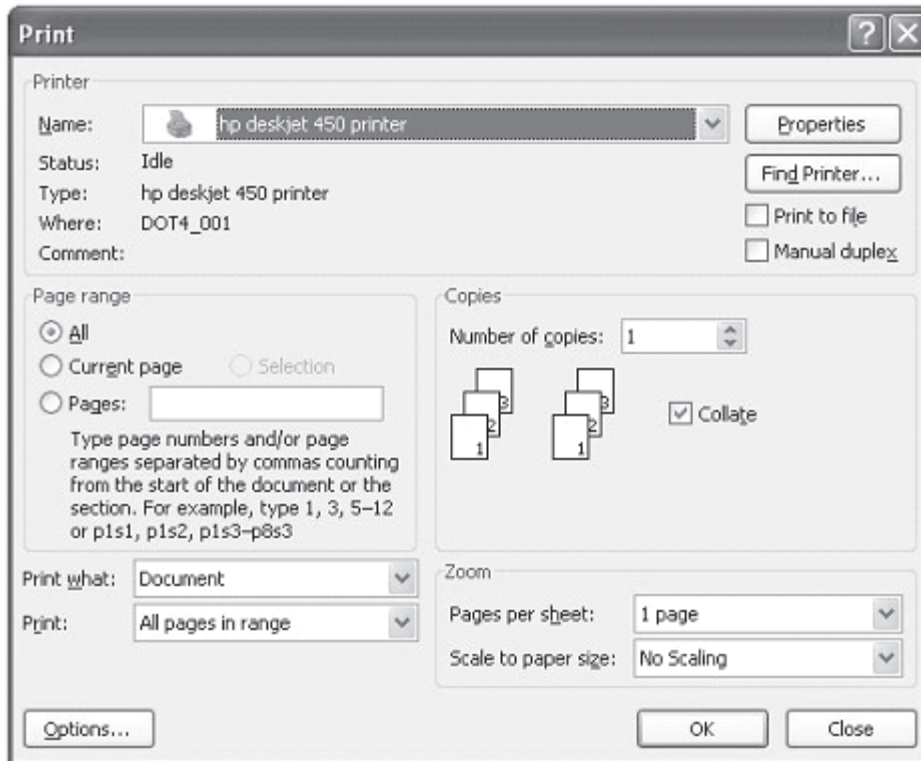 Print
Printer
Name: hp deskjet 450 printer Properties
Status: Idle Find Printer...
Type: hp deskjet 450 printer
Where: DOT4_001 Print to file
Comment: Manual duplex
Page range
All
Current page Selection
Pages:
Type page numbers and/or page
ranges separated by commas counting
from the start of the document or the
section. For example, type 1, 3, 5–12
or p1s1, p1s2, p1s3–p8s3
Copies
Number of copies: 1
3 3
2 2
1 1
Collate
Print what: Document
Print: All pages in range
Zoom
Pages per sheet: 1 page
Scale to paper size: No Scaling
Options... OK Close